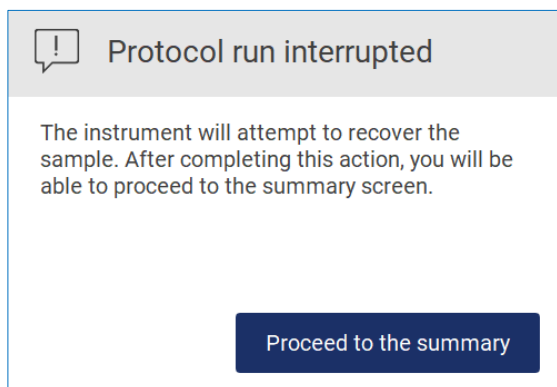 Protocol run interrupted
The instrument will attempt to recover the
sample. After completing this action, you will be
able to proceed to the summary screen.
Proceed to the summary